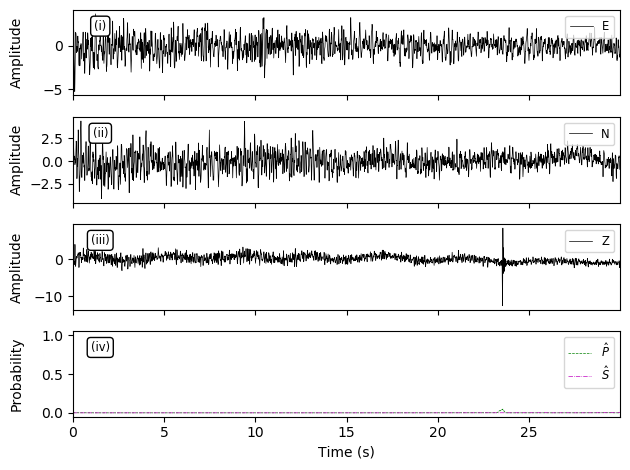 Amplitude
0
−5
(i)
E
Amplitude
2.5
0.0
−2.5
(ii)
N
Amplitude
0
−10
(iii)
Z
Probability
1.0
0.5
0.0
(iv)
P̂
Ŝ
0 5 10 15 20 25
Time (s)